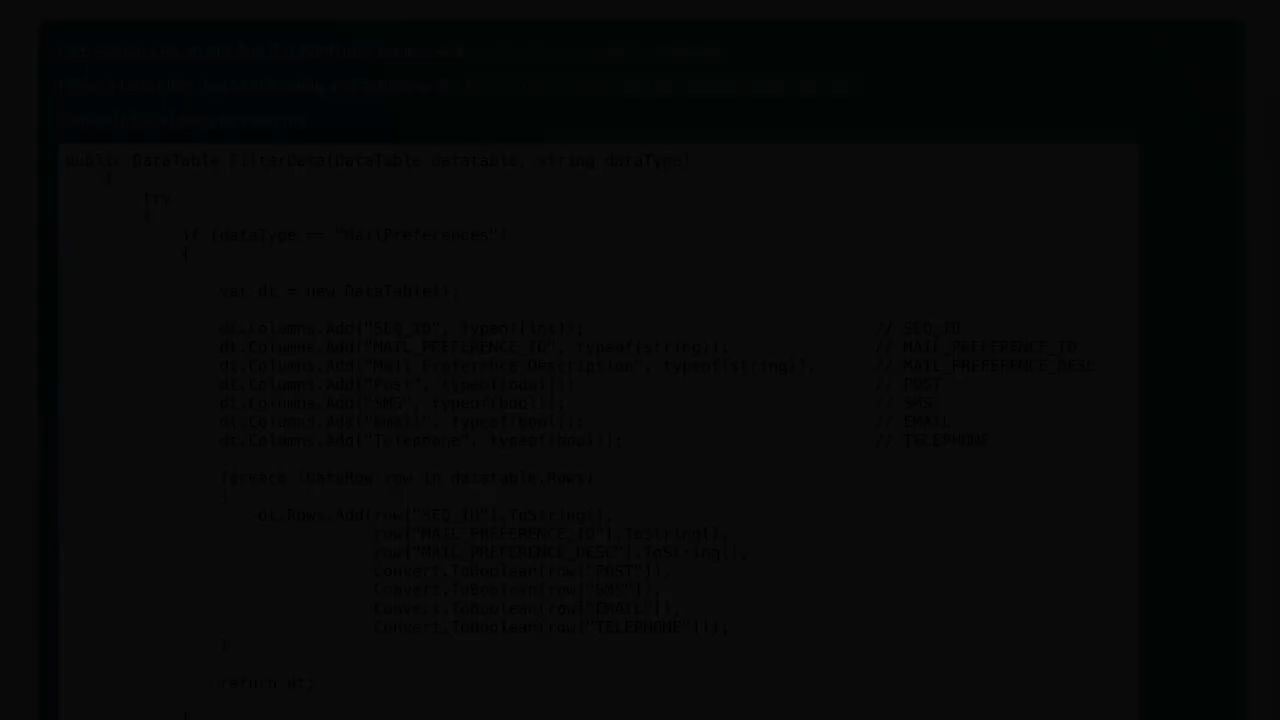 public DataTable FilterData(DataTable datatable, string dataType)
{
try
{
if (dataType == "MailPreferences")
{
var dt = new DataTable();
dt.Columns.Add("SEQ_ID", typeof(int)); // SEQ_ID
dt.Columns.Add("MAIL_PREFERENCE_ID", typeof(string)); // MAIL_PREFERENCE_ID
dt.Columns.Add("Mail Preference Description", typeof(string)); // MAIL_PREFERENCE_DESC
dt.Columns.Add("Post", typeof(bool)); // POST
dt.Columns.Add("SMS", typeof(bool)); // SMS
dt.Columns.Add("Email", typeof(bool)); // EMAIL
dt.Columns.Add("Telephone", typeof(bool)); // TELEPHONE
foreach (DataRow row in datatable.Rows)
{
dt.Rows.Add(row["SEQ_ID"].ToString(),
row["MAIL_PREFERENCE_ID"].ToString(),
row["MAIL_PREFERENCE_DESC"].ToString(),
Convert.ToBoolean(row["POST"]),
Convert.ToBoolean(row["SMS"]),
Convert.ToBoolean(row["EMAIL"]),
Convert.ToBoolean(row["TELEPHONE"]));
}
return dt;
}